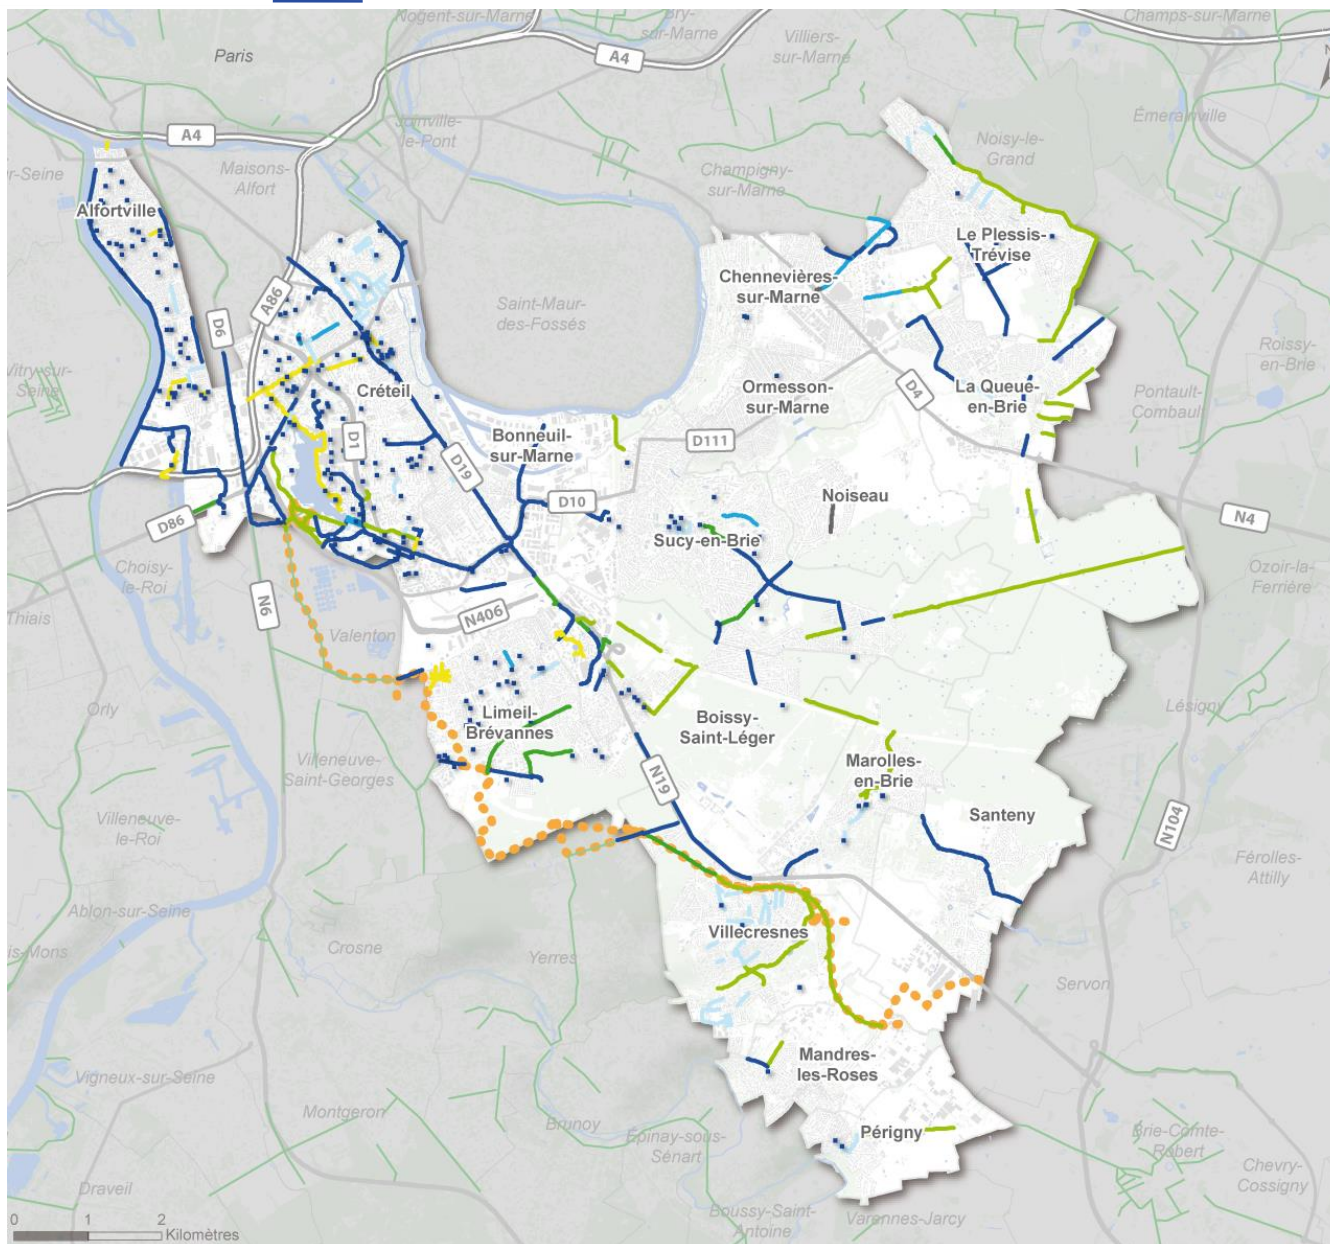 Nogent-sur-Marne
Bry-
sur-Marne
Champs-sur-Marne
Paris
A4
Villiers-
sur-Marne
N
A4
Joinville-
le-Pont
Émerainville
Noisy-le-
Grand
Maisons-
Alfort
Champigny-
sur-Marne
Alfortville
Le Plessis-
Trévise
Chennevières-
sur-Marne
A86
D6
Saint-Maur-
des-Fossés
Roissy-
en-Brie
Vitry-sur-
Seine
Créteil
Ormesson-
sur-Marne
D4
La Queue-
en-Brie
Pontault-
Combault
Bonneuil-
sur-Marne
D1
D111
D19
D10
Noiseau
N4
D86
Sucy-en-Brie
Choisy-
le-Roi
Ozoir-la-
Ferrière
Thiais
N6
N406
Valenton
Orly
Limeil-
Brévannes
Boissy-
Saint-Léger
Lésigny
Villeneuve-
Saint-Georges
Marolles-
en-Brie
N19
Santeny
Villeneuve-
le-Roi
N104
Férolles-
Attilly
Ablon-sur-Seine
Villecresnes
is-Mons
Crosne
Yerres
Servon
Mandres-
les-Roses
Vigneux-sur-Seine
Montgeron
Brunoy
Épinay-sous-
Sénart
Périgny
Brie-Comte-
Robert
Chevry-
Cossigny
Draveil
Boussy-Saint-
Antoine
Varennes-Jarcy
0 1 2
Kilomètres